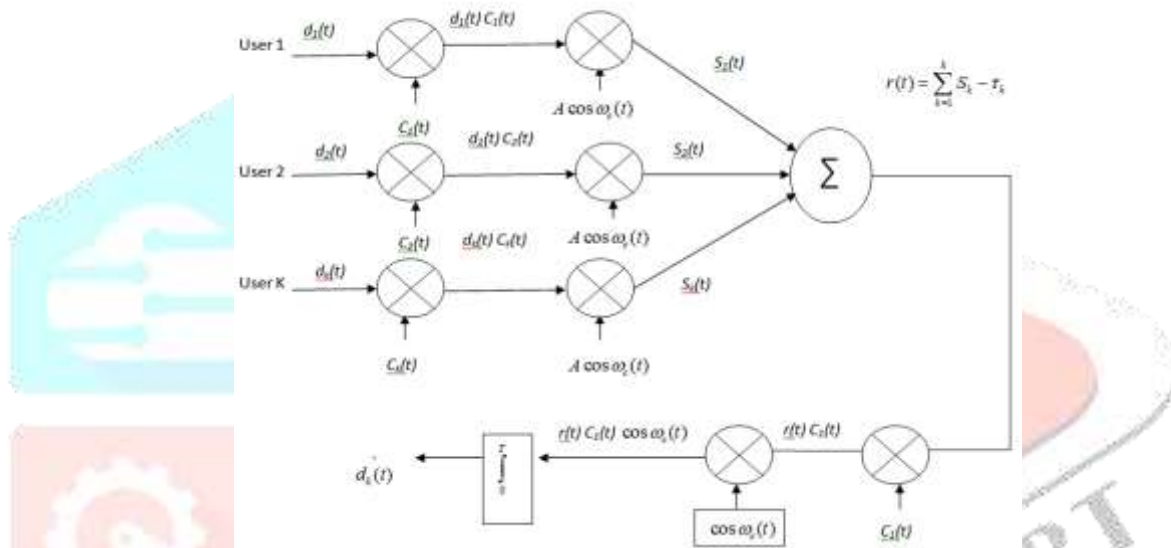 User 1
d₁(t)
d₁(t) C₁(t)
S₁(t)
r(t) = ∑ₖ₌₁ᵏ Sₖ − τₖ
C₁(t)
A cos ωc(t)
User 2
d₂(t)
d₂(t) C₂(t)
S₂(t)
Σ
C₂(t)
A cos ωc(t)
User K
dₖ(t)
dₖ(t) Cₖ(t)
Sₖ(t)
Cₖ(t)
A cos ωc(t)
dₖ(t)
r(t) C₁(t) cos ωc(t)
r(t) C₁(t)
cos ωc(t)
C₁(t)